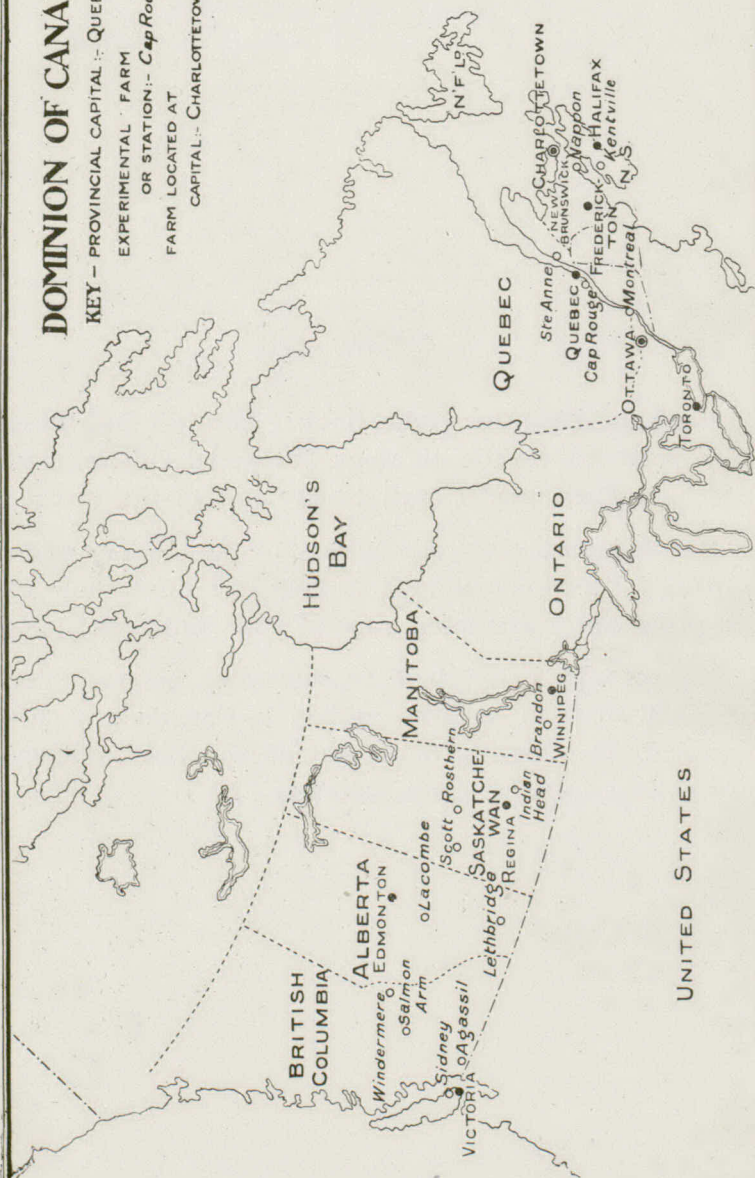 DOMINION OF CANA
KEY – PROVINCIAL CAPITAL:- QUE
EXPERIMENTAL FARM
OR STATION:- Cap Ro
FARM LOCATED AT
CAPITAL:- CHARLOTTETO
N'F'L'D
HUDSON'S
BAY
QUEBEC
CHARLOTTETOWN
Nappan
NEW
BRUNSWICK
HALIFAX
Kentville
N.S.
FREDERICK-
TON
Ste Anne
QUEBEC
Cap Rouge
Montreal
OTTAWA
TORONTO
ONTARIO
MANITOBA
Brandon
WINNIPEG
BRITISH
COLUMBIA
ALBERTA
EDMONTON
Lacombe
Scott
Rosthern
SASKATCHE
WAN
REGINA
Indian
Head
Lethbridge
Windermere
Salmon
Arm
Sidney
Agassil
VICTORIA
UNITED STATES